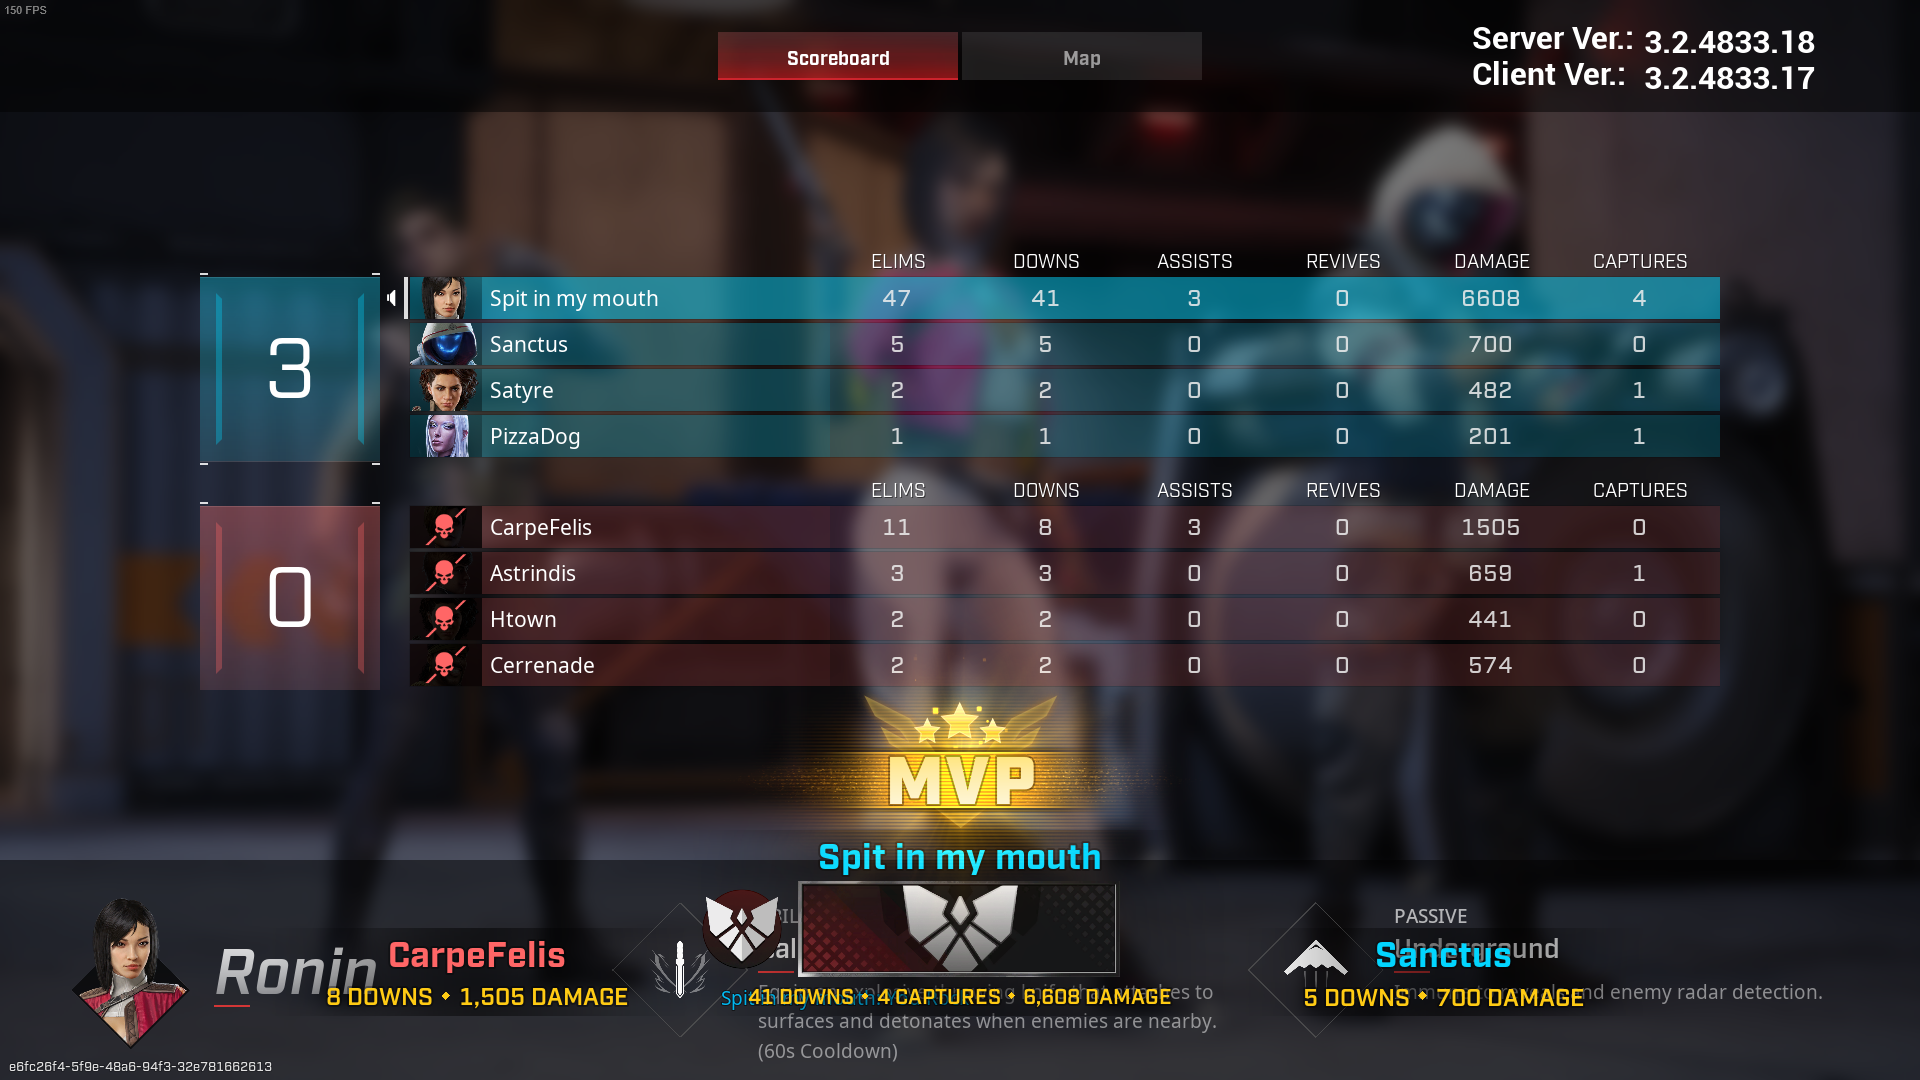 150 FPS
Scoreboard
Map
Server Ver.: 3.2.4833.18
Client Ver.: 3.2.4833.17
ELIMS DOWNS ASSISTS REVIVES DAMAGE CAPTURES
3
Spit in my mouth 47 41 3 0 6608 4
Sanctus 5 5 0 0 700 0
Satyre 2 2 0 0 482 1
PizzaDog 1 1 0 0 201 1
ELIMS DOWNS ASSISTS REVIVES DAMAGE CAPTURES
0
CarpeFelis 11 8 3 0 1505 0
Astrindis 3 3 0 0 659 1
Htown 2 2 0 0 441 0
Cerrenade 2 2 0 0 574 0
MVP
Spit in my mouth
Ronin
CarpeFelis
8 DOWNS • 1,505 DAMAGE
41 DOWNS • 4 CAPTURES • 6,608 DAMAGE
to
surfaces and detonates when enemies are nearby.
(60s Cooldown)
PASSIVE
Underground
Sanctus
5 DOWNS • 700 DAMAGE
and enemy radar detection.
e6fc26f4-5f9e-48a6-94f3-32e781662613